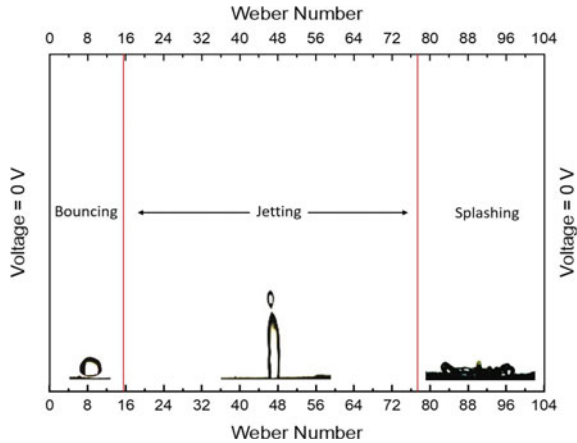 Weber Number
0 8 16 24 32 40 48 56 64 72 80 88 96 104
Voltage = 0 V
Bouncing
Jetting
Splashing
Voltage = 0 V
0 8 16 24 32 40 48 56 64 72 80 88 96 104
Weber Number